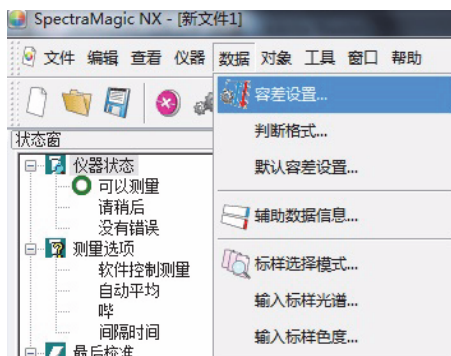 SpectraMagic NX - [新文件1]
文件 编辑 查看 仪器 数据 对象 工具 窗口 帮助
容差设置...
判断格式...
默认容差设置...
辅助数据信息...
标样选择模式...
输入标样光谱...
输入标样色度...
状态窗
仪器状态
可以测量
请稍后
没有错误
测量选项
软件控制测量
自动平均
哔
间隔时间
最后校准